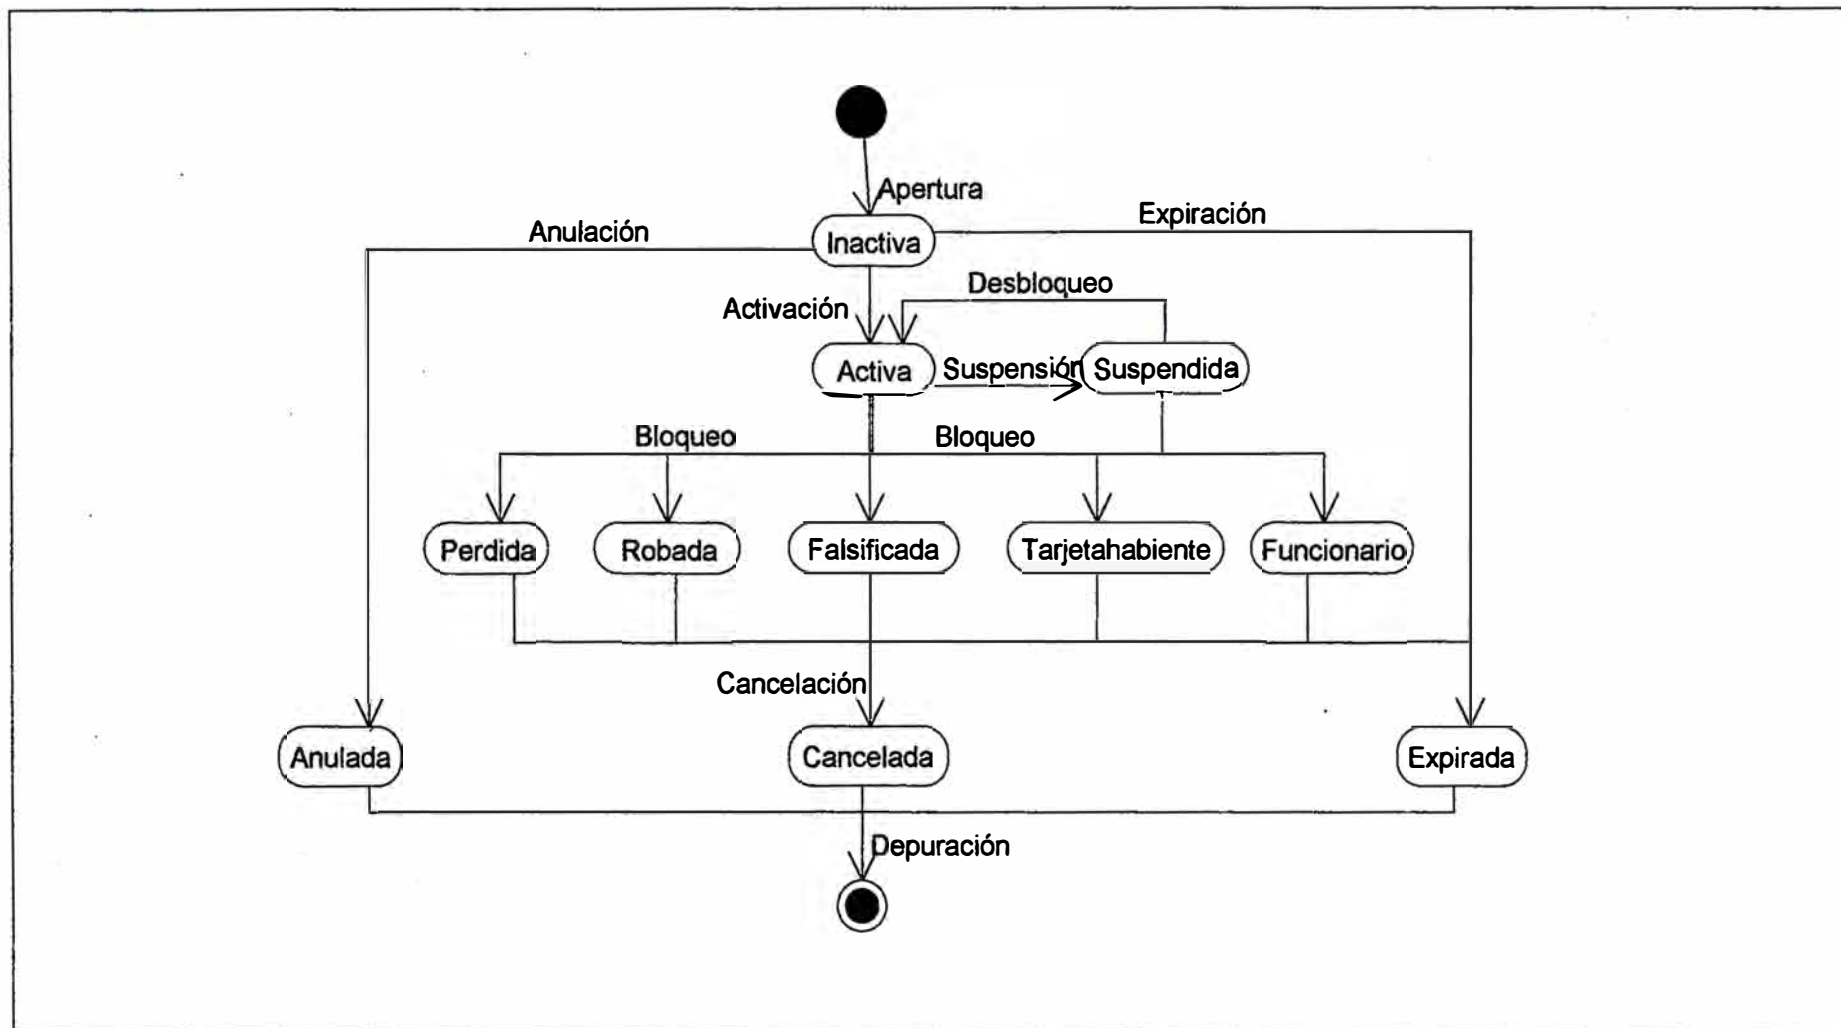 Apertura
Anulación
Expiración
Inactiva
Desbloqueo
Activación
Activa
Suspensión
Suspendida
Bloqueo
Bloqueo
Perdida
Robada
Falsificada
Tarjetahabiente
Funcionario
Cancelación
Anulada
Cancelada
Expirada
Depuración